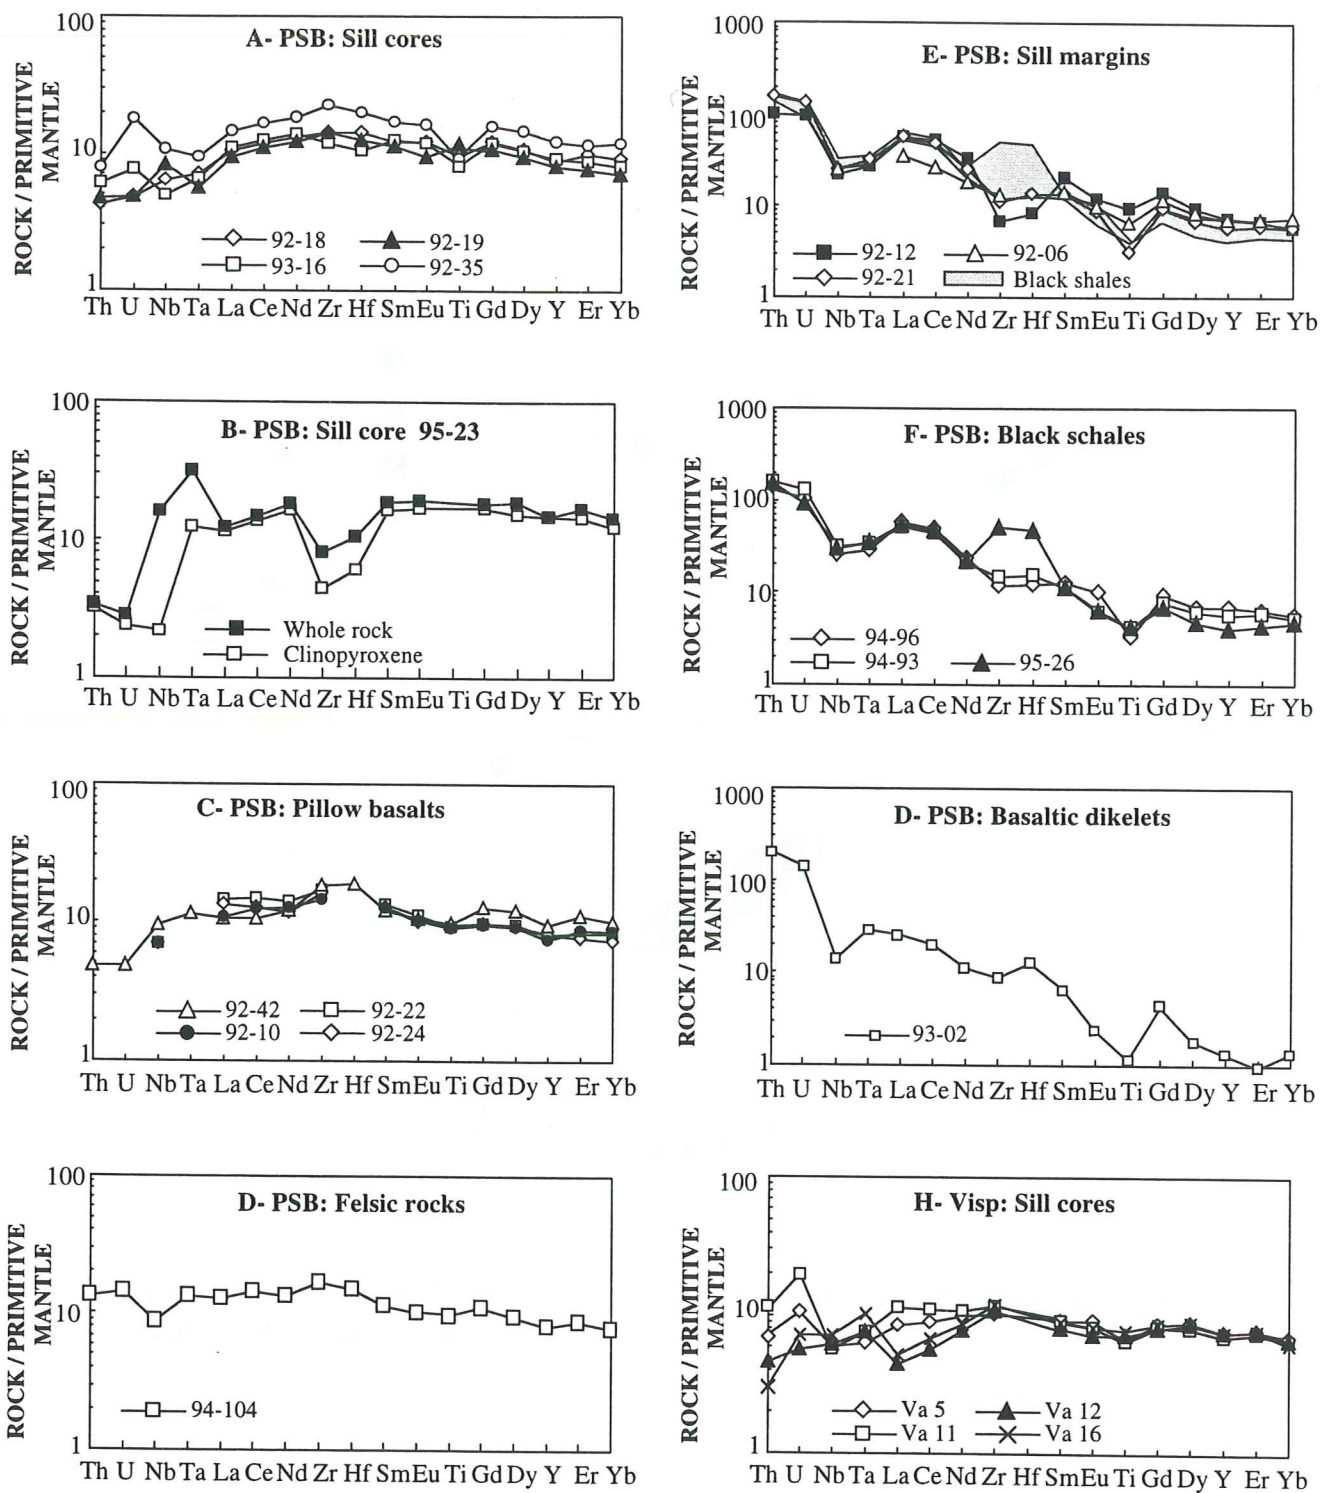 A- PSB: Sill cores
ROCK / PRIMITIVE
MANTLE
100
10
1
92-18
92-19
93-16
92-35
Th U Nb Ta La Ce Nd Zr Hf Sm Eu Ti Gd Dy Y Er Yb
E- PSB: Sill margins
ROCK / PRIMITIVE
MANTLE
1000
100
10
1
92-12
92-06
92-21
Black shales
Th U Nb Ta La Ce Nd Zr Hf Sm Eu Ti Gd Dy Y Er Yb
B- PSB: Sill core 95-23
ROCK / PRIMITIVE
MANTLE
100
10
1
Whole rock
Clinopyroxene
Th U Nb Ta La Ce Nd Zr Hf Sm Eu Ti Gd Dy Y Er Yb
F- PSB: Black schales
ROCK / PRIMITIVE
MANTLE
1000
100
10
1
94-96
94-93
95-26
Th U Nb Ta La Ce Nd Zr Hf Sm Eu Ti Gd Dy Y Er Yb
C- PSB: Pillow basalts
ROCK / PRIMITIVE
MANTLE
100
10
1
92-42
92-22
92-10
92-24
Th U Nb Ta La Ce Nd Zr Hf Sm Eu Ti Gd Dy Y Er Yb
D- PSB: Basaltic dikelets
ROCK / PRIMITIVE
MANTLE
1000
100
10
1
93-02
Th U Nb Ta La Ce Nd Zr Hf Sm Eu Ti Gd Dy Y Er Yb
D- PSB: Felsic rocks
ROCK / PRIMITIVE
MANTLE
100
10
1
94-104
Th U Nb Ta La Ce Nd Zr Hf Sm Eu Ti Gd Dy Y Er Yb
H- Visp: Sill cores
ROCK / PRIMITIVE
MANTLE
100
10
1
Va 5
Va 12
Va 11
Va 16
Th U Nb Ta La Ce Nd Zr Hf Sm Eu Ti Gd Dy Y Er Yb